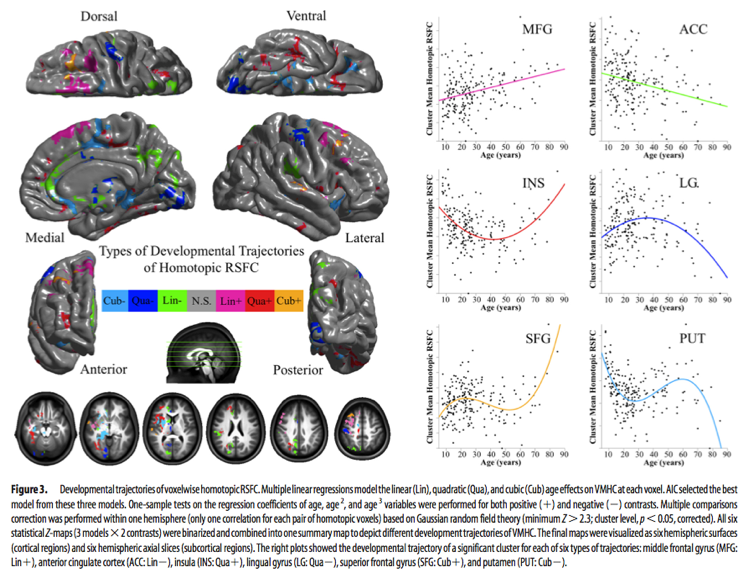 Dorsal
Ventral
Medial
Lateral
Types of Developmental Trajectories
of Homotopic RSFC
Cub- Qua- Lin- N.S. Lin+ Qua+ Cub+
Anterior
Posterior
MFG
Cluster Mean Homotopic RSFC
10 20 30 40 50 60 70 80 90
Age (years)
ACC
Cluster Mean Homotopic RSFC
10 20 30 40 50 60 70 80 90
Age (years)
INS
Cluster Mean Homotopic RSFC
10 20 30 40 50 60 70 80 90
Age (years)
LG
Cluster Mean Homotopic RSFC
10 20 30 40 50 60 70 80 90
Age (years)
SFG
Cluster Mean Homotopic RSFC
10 20 30 40 50 60 70 80 90
Age (years)
PUT
Cluster Mean Homotopic RSFC
10 20 30 40 50 60 70 80 90
Age (years)
Figure 3. Developmental trajectories of voxelwise homotopic RSFC. Multiple linear regressions model the linear (Lin), quadratic (Qua), and cubic (Cub) age effects on VMHC at each voxel. AIC selected the best
model from these three models. One-sample tests on the regression coefficients of age, age², and age³ variables were performed for both positive (+) and negative (−) contrasts. Multiple comparisons
correction was performed within one hemisphere (only one correlation for each pair of homotopic voxels) based on Gaussian random field theory (minimum Z > 2.3; cluster level, p < 0.05, corrected). All six
statistical Z-maps (3 models × 2 contrasts) were binarized and combined into one summary map to depict different development trajectories of VMHC. The final maps were visualized as six hemispheric surfaces
(cortical regions) and six hemispheric axial slices (subcortical regions). The right plots showed the developmental trajectory of a significant cluster for each of six types of trajectories: middle frontal gyrus (MFG:
Lin+), anterior cingulate cortex (ACC: Lin−), insula (INS: Qua+), lingual gyrus (LG: Qua−), superior frontal gyrus (SFG: Cub+), and putamen (PUT: Cub−).